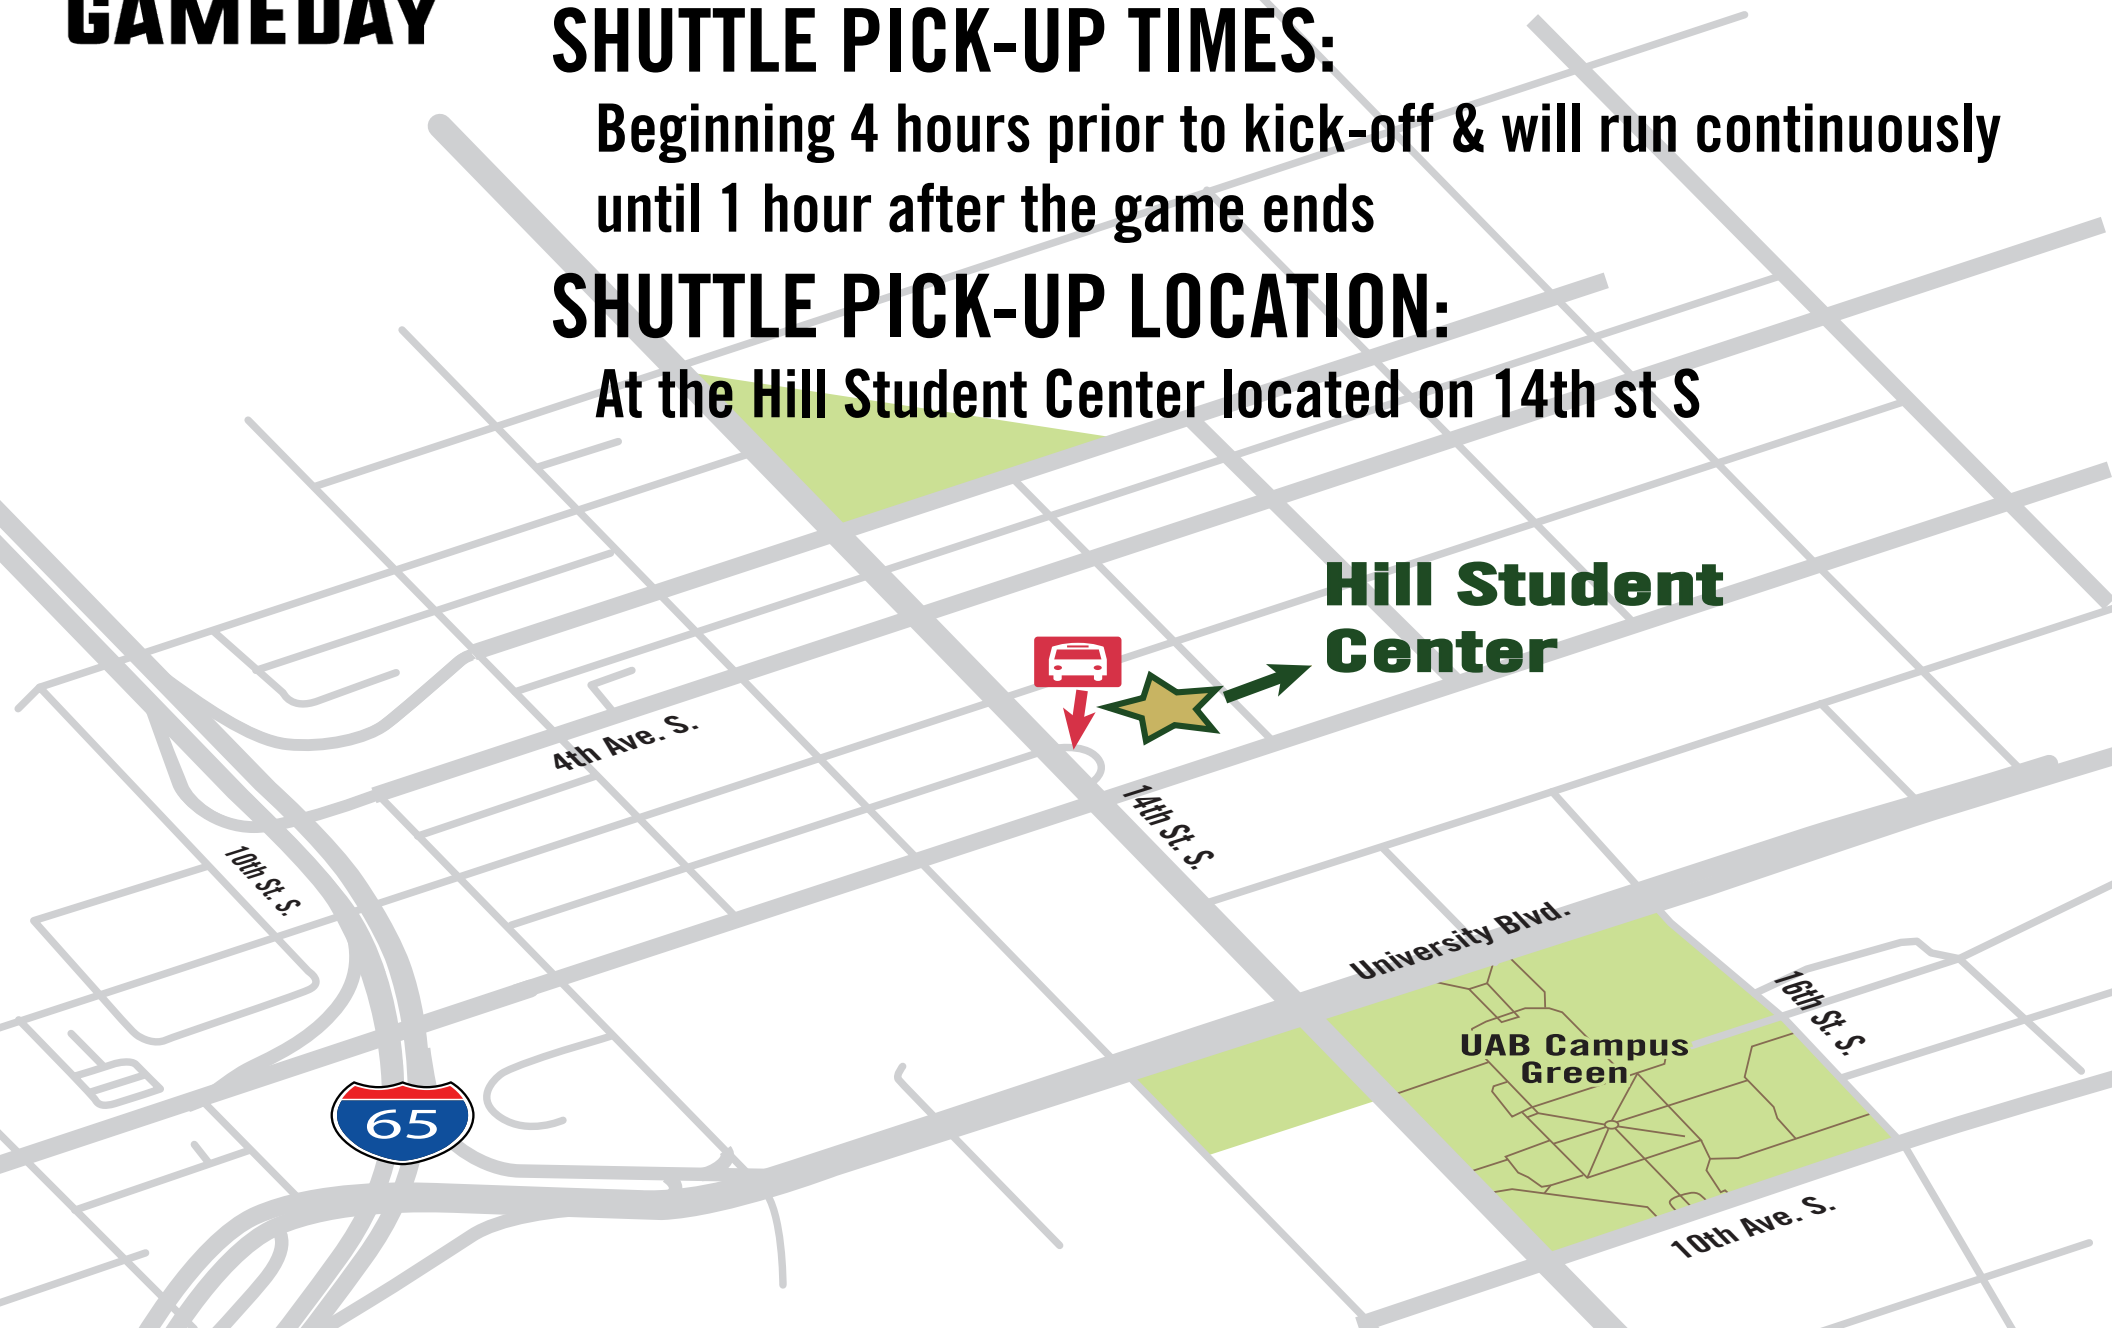 GAMEDAY
SHUTTLE PICK-UP TIMES:
Beginning 4 hours prior to kick-off & will run continuously
until 1 hour after the game ends
SHUTTLE PICK-UP LOCATION:
At the Hill Student Center located on 14th st S
Hill Student
Center
4th Ave. S.
14th St. S.
10th St. S.
University Blvd.
16th St. S.
UAB Campus
Green
65
10th Ave. S.